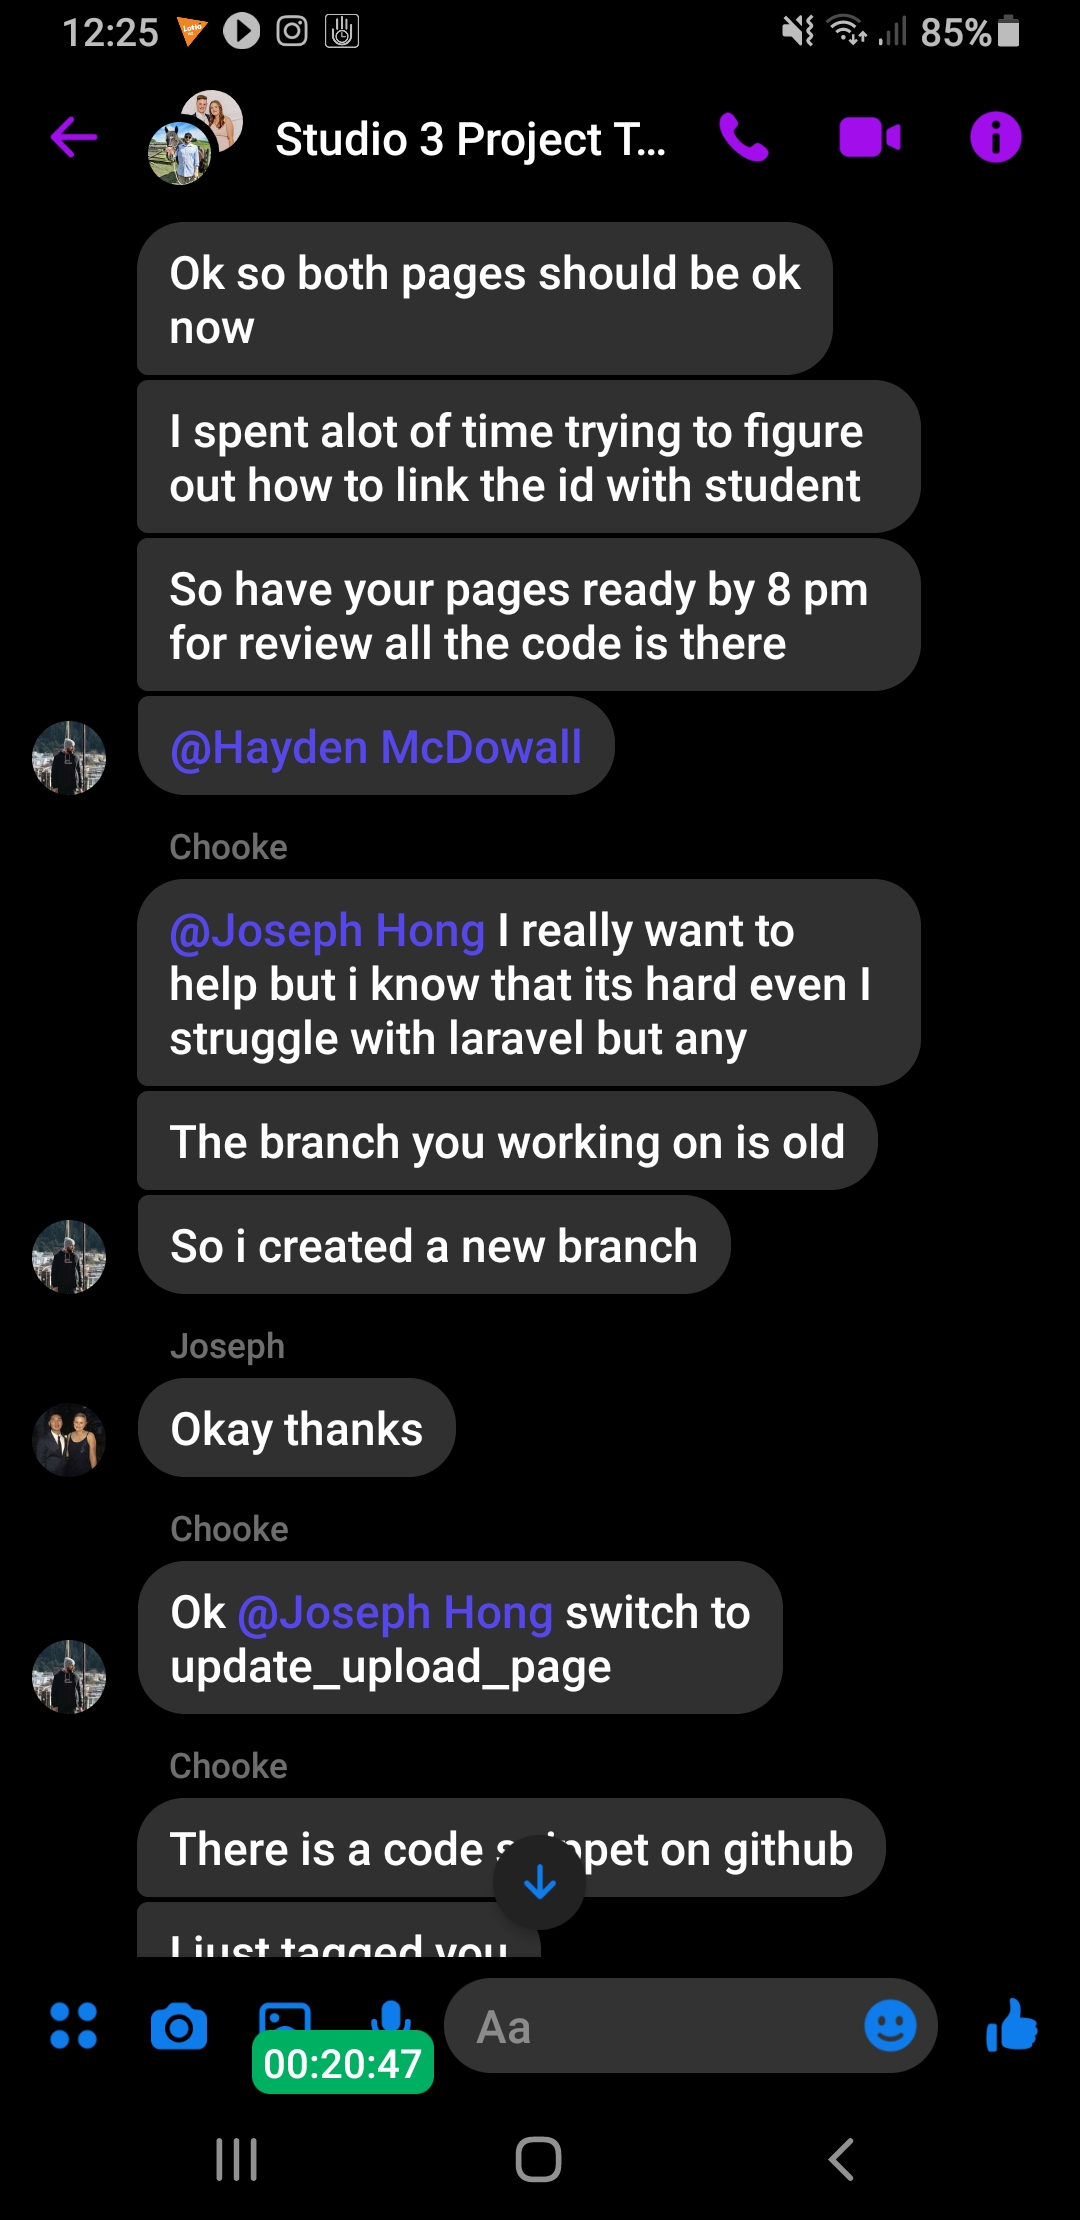 12:25
85%
Studio 3 Project T...
Ok so both pages should be ok
now
I spent alot of time trying to figure
out how to link the id with student
So have your pages ready by 8 pm
for review all the code is there
@Hayden McDowall
Chooke
@Joseph Hong I really want to
help but i know that its hard even I
struggle with laravel but any
The branch you working on is old
So i created a new branch
Joseph
Okay thanks
Chooke
Ok @Joseph Hong switch to
update_upload_page
Chooke
There is a code snippet on github
I just tagged you
Aa
00:20:47